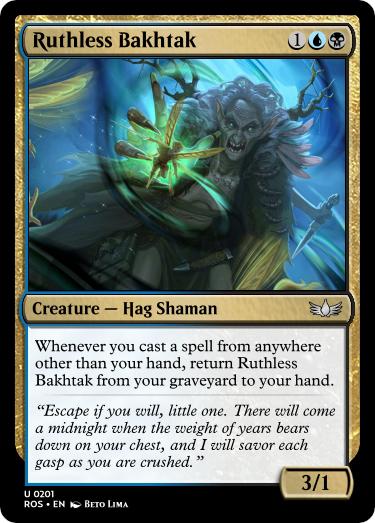 Ruthless Bakhtak 1
Creature — Hag Shaman
Whenever you cast a spell from anywhere
other than your hand, return Ruthless
Bakhtak from your graveyard to your hand.
“Escape if you will, little one. There will come
a midnight when the weight of years bears
down on your chest, and I will savor each
gasp as you are crushed.”
3/1
U 0201
ROS • EN Beto Lima